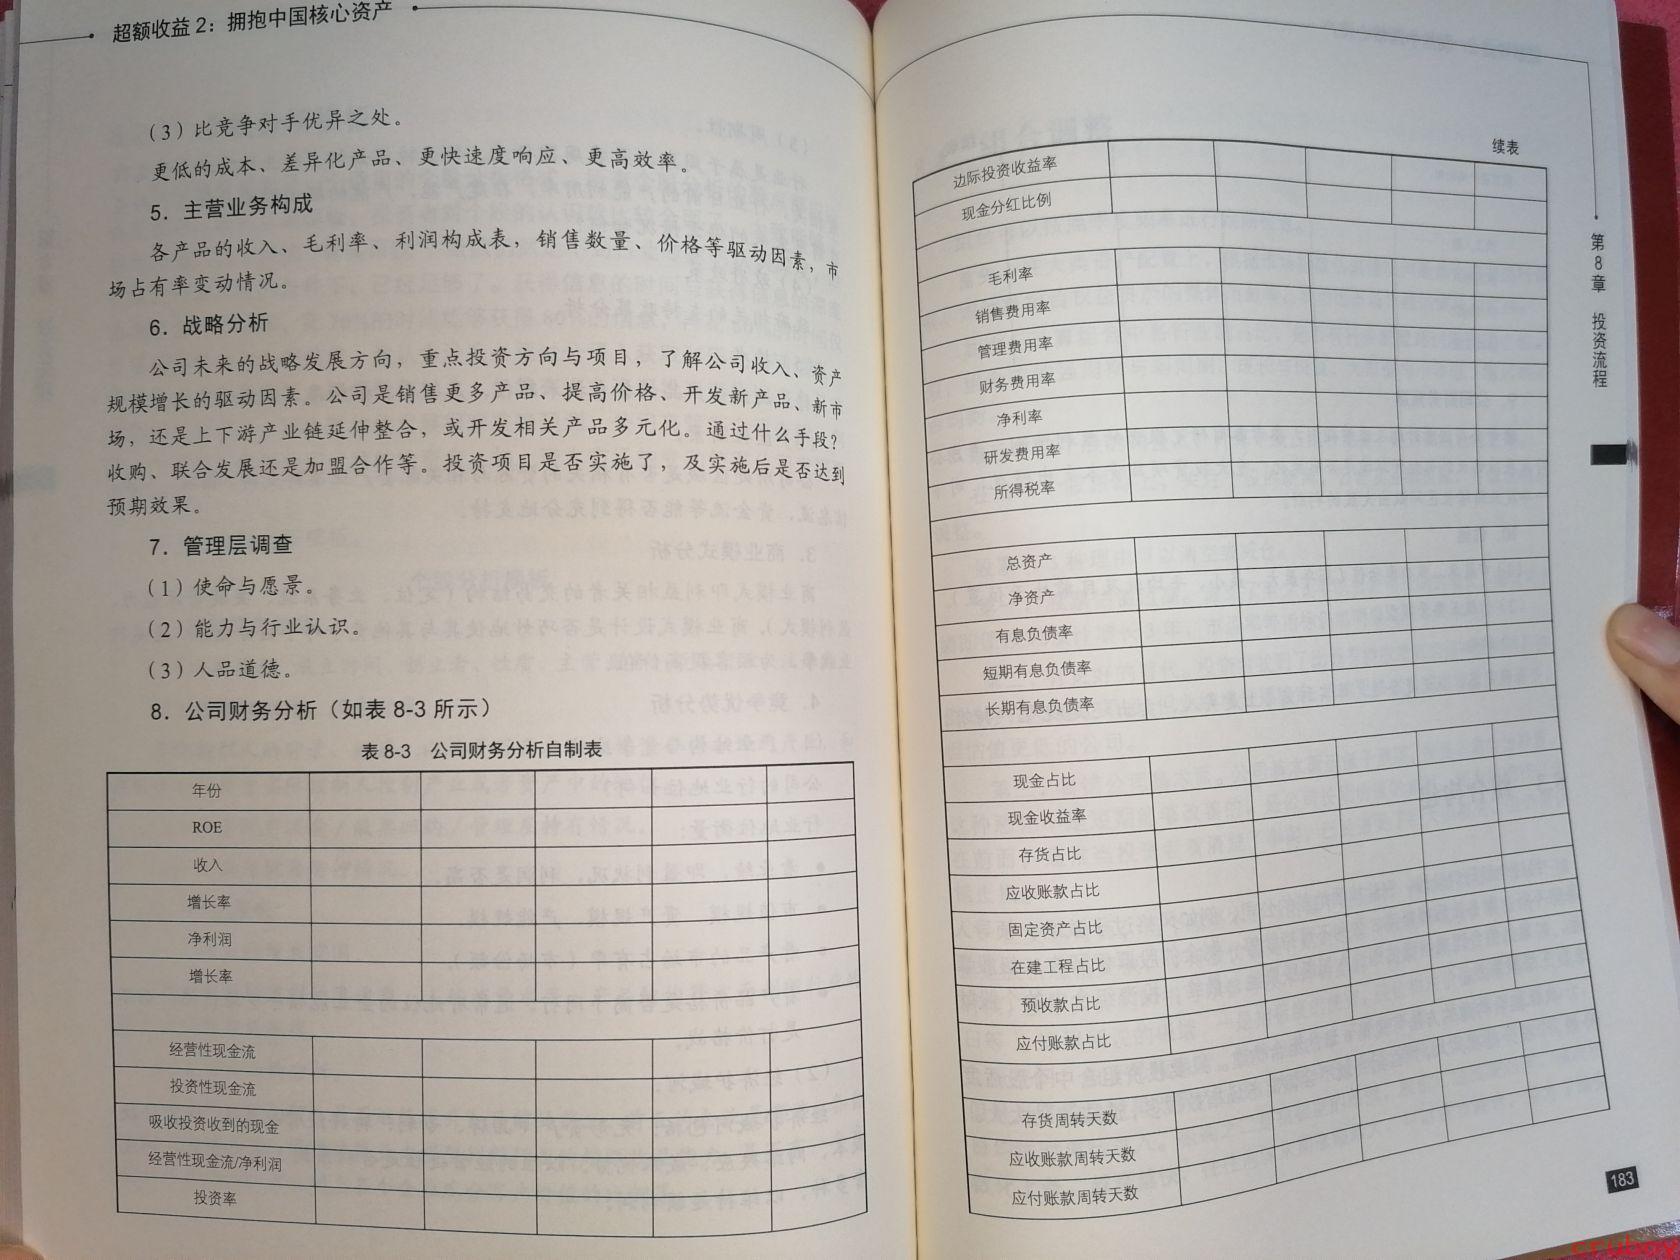 超额收益2：拥抱中国核心资产
（3）比竞争对手优异之处。
更低的成本、差异化产品、更快速度响应、更高效率。
5．主营业务构成
各产品的收入、毛利率、利润构成表，销售数量、价格等驱动因素，市
场占有率变动情况。
6．战略分析
公司未来的战略发展方向，重点投资方向与项目，了解公司收入、资产
规模增长的驱动因素。公司是销售更多产品、提高价格、开发新产品、新市
场，还是上下游产业链延伸整合，或开发相关产品多元化。通过什么手段？
收购、联合发展还是加盟合作等。投资项目是否实施了，及实施后是否达到
预期效果。
7．管理层调查
（1）使命与愿景。
（2）能力与行业认识。
（3）人品道德。
8．公司财务分析（如表8-3所示）
表8-3 公司财务分析自制表
年份
ROE
收入
增长率
净利润
增长率
经营性现金流
投资性现金流
吸收投资收到的现金
经营性现金流/净利润
投资率
续表
边际投资收益率
现金分红比例
毛利率
销售费用率
管理费用率
财务费用率
净利率
研发费用率
所得税率
总资产
净资产
有息负债率
短期有息负债率
长期有息负债率
现金占比
现金收益率
存货占比
应收账款占比
固定资产占比
在建工程占比
预收款占比
应付账款占比
存货周转天数
应收账款周转天数
应付账款周转天数
第8章 投资流程
183